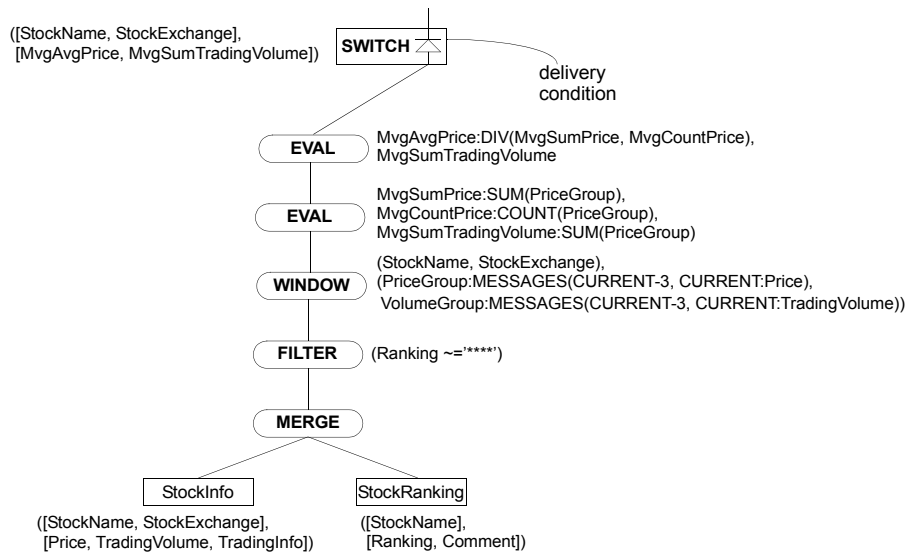 ([StockName, StockExchange],
[MvgAvgPrice, MvgSumTradingVolume])
SWITCH
delivery
condition
EVAL
MvgAvgPrice:DIV(MvgSumPrice, MvgCountPrice),
MvgSumTradingVolume
EVAL
MvgSumPrice:SUM(PriceGroup),
MvgCountPrice:COUNT(PriceGroup),
MvgSumTradingVolume:SUM(PriceGroup)
WINDOW
(StockName, StockExchange),
(PriceGroup:MESSAGES(CURRENT-3, CURRENT:Price),
VolumeGroup:MESSAGES(CURRENT-3, CURRENT:TradingVolume))
FILTER
(Ranking ~='****')
MERGE
StockInfo
StockRanking
([StockName, StockExchange],
[Price, TradingVolume, TradingInfo])
([StockName],
[Ranking, Comment])